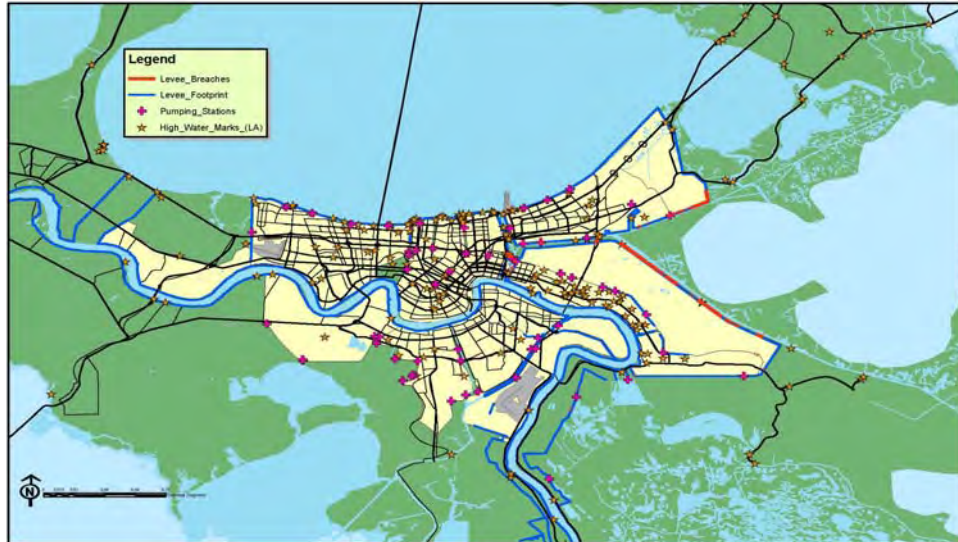 Legend
Levee_Breaches
Levee_Footprint
Pumping_Stations
High_Water_Marks_(LA)
N